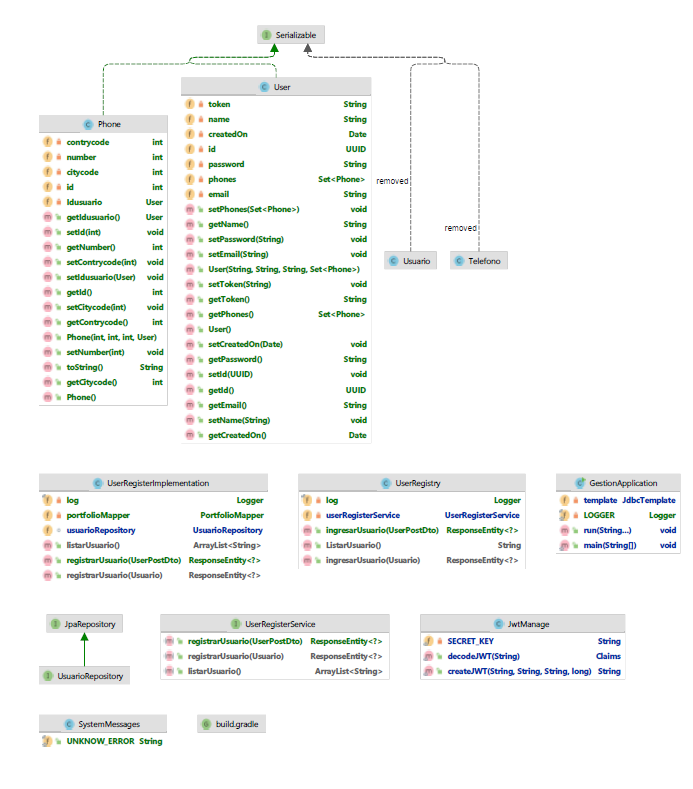 Serializable
User
token String
name String
createdOn Date
id UUID
password String
phones Set<Phone>
email String
setPhones(Set<Phone>) void
getName() String
setPassword(String) void
setEmail(String) void
User(String, String, String, Set<Phone>)
setToken(String) void
getToken() String
getPhones() Set<Phone>
User()
setCreatedOn(Date) void
getPassword() String
setId(UUID) void
getId() UUID
getEmail() String
setName(String) void
getCreatedOn() Date
Phone
contrycode int
number int
citycode int
id int
Idusuario User
getIdusuario() User
setId(int) void
getNumber() int
setContrycode(int) void
setIdusuario(User) void
getId() int
setCitycode(int) void
getContrycode() int
Phone(int, int, int, User)
setNumber(int) void
toString() String
getCitycode() int
Phone()
removed
removed
Usuario
Telefono
UserRegisterImplementation
log Logger
portfolioMapper PortfolioMapper
usuarioRepository UsuarioRepository
listarUsuario() ArrayList<String>
registrarUsuario(UserPostDto) ResponseEntity<?>
registrarUsuario(Usuario) ResponseEntity<?>
UserRegistry
log Logger
userRegisterService UserRegisterService
ingresarUsuario(UserPostDto) ResponseEntity<?>
ListarUsuario() String
ingresarUsuario(Usuario) ResponseEntity<?>
GestionApplication
template JdbcTemplate
LOGGER Logger
run(String...) void
main(String[]) void
JpaRepository
UsuarioRepository
UserRegisterService
registrarUsuario(UserPostDto) ResponseEntity<?>
registrarUsuario(Usuario) ResponseEntity<?>
listarUsuario() ArrayList<String>
JwtManage
SECRET_KEY String
decodeJWT(String) Claims
createJWT(String, String, String, long) String
SystemMessages
UNKNOW_ERROR String
build.gradle